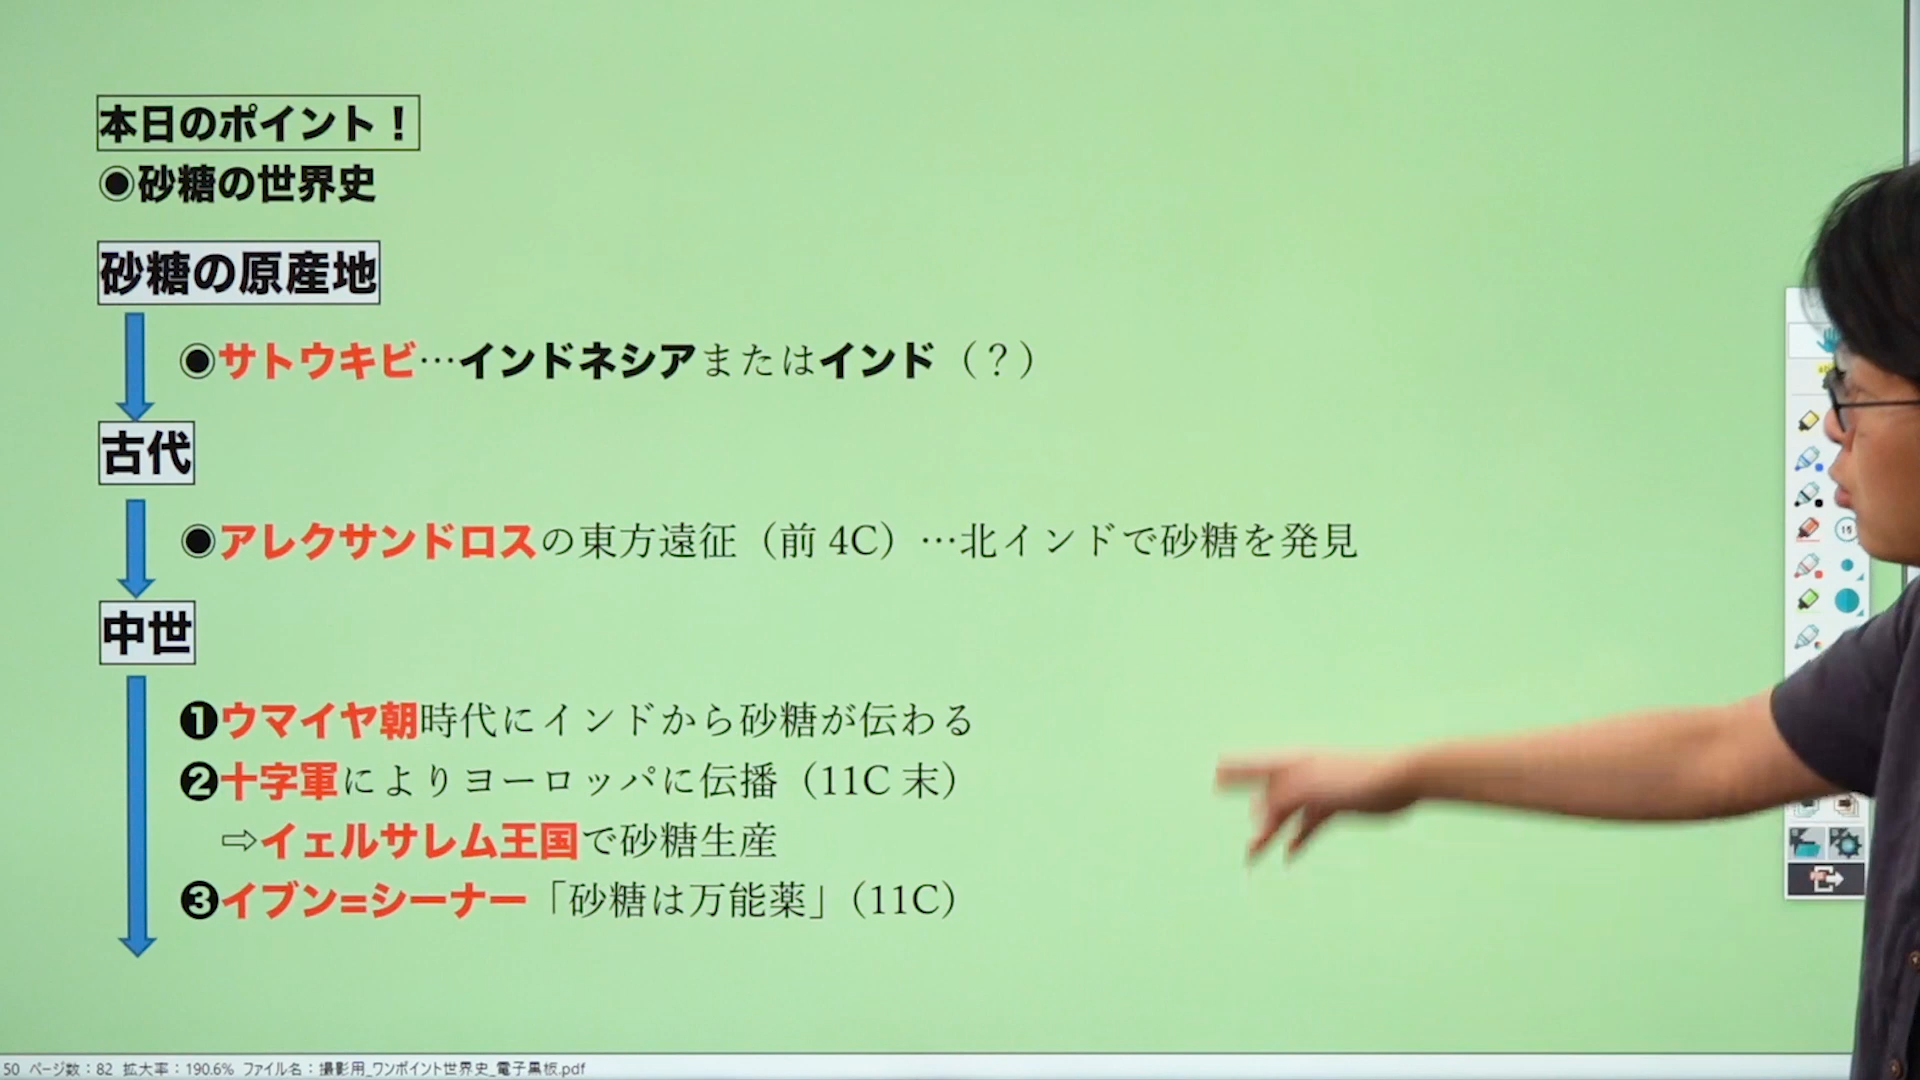 本日のポイント！
◉砂糖の世界史
砂糖の原産地
◉サトウキビ…インドネシアまたはインド（？）
古代
◉アレクサンドロスの東方遠征（前 4C）…北インドで砂糖を発見
中世
❶ウマイヤ朝時代にインドから砂糖が伝わる
❷十字軍によりヨーロッパに伝播（11C 末）
⇨イェルサレム王国で砂糖生産
❸イブン=シーナー「砂糖は万能薬」（11C）
15
50 ページ数：82 拡大率：190.6% ファイル名：撮影用_ワンポイント世界史_電子黒板.pdf